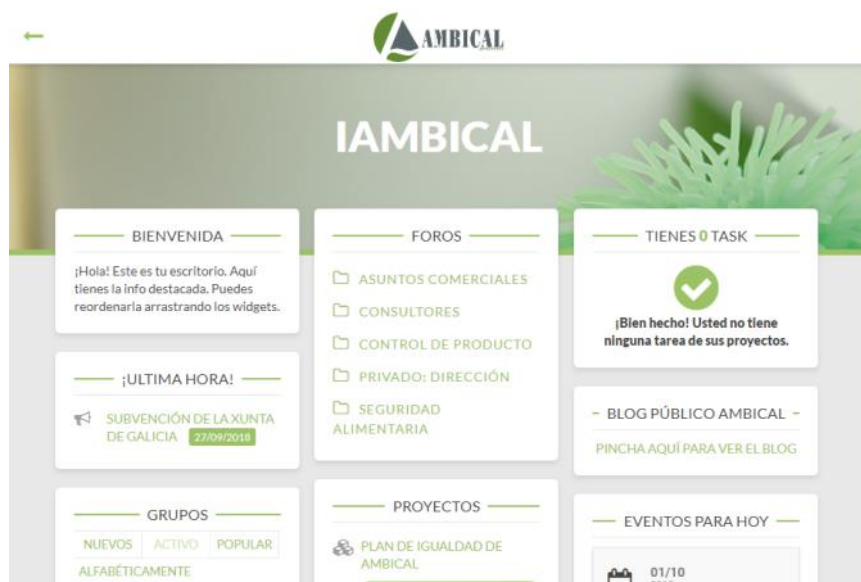 AMBICAL
IAMBICAL
BIENVENIDA
¡Hola! Este es tu escritorio. Aquí
tienes la info destacada. Puedes
reordenarla arrastrando los widgets.
¡ULTIMA HORA!
SUBVENCIÓN DE LA XUNTA
DE GALICIA 27/09/2018
GRUPOS
NUEVOS ACTIVO POPULAR
ALFABÉTICAMENTE
FOROS
ASUNTOS COMERCIALES
CONSULTORES
CONTROL DE PRODUCTO
PRIVADO: DIRECCIÓN
SEGURIDAD
ALIMENTARIA
PROYECTOS
PLAN DE IGUALDAD DE
AMBICAL
TIENES 0 TASK
¡Bien hecho! Usted no tiene
ninguna tarea de sus proyectos.
BLOG PÚBLICO AMBICAL
PINCHA AQUÍ PARA VER EL BLOG
EVENTOS PARA HOY
01/10